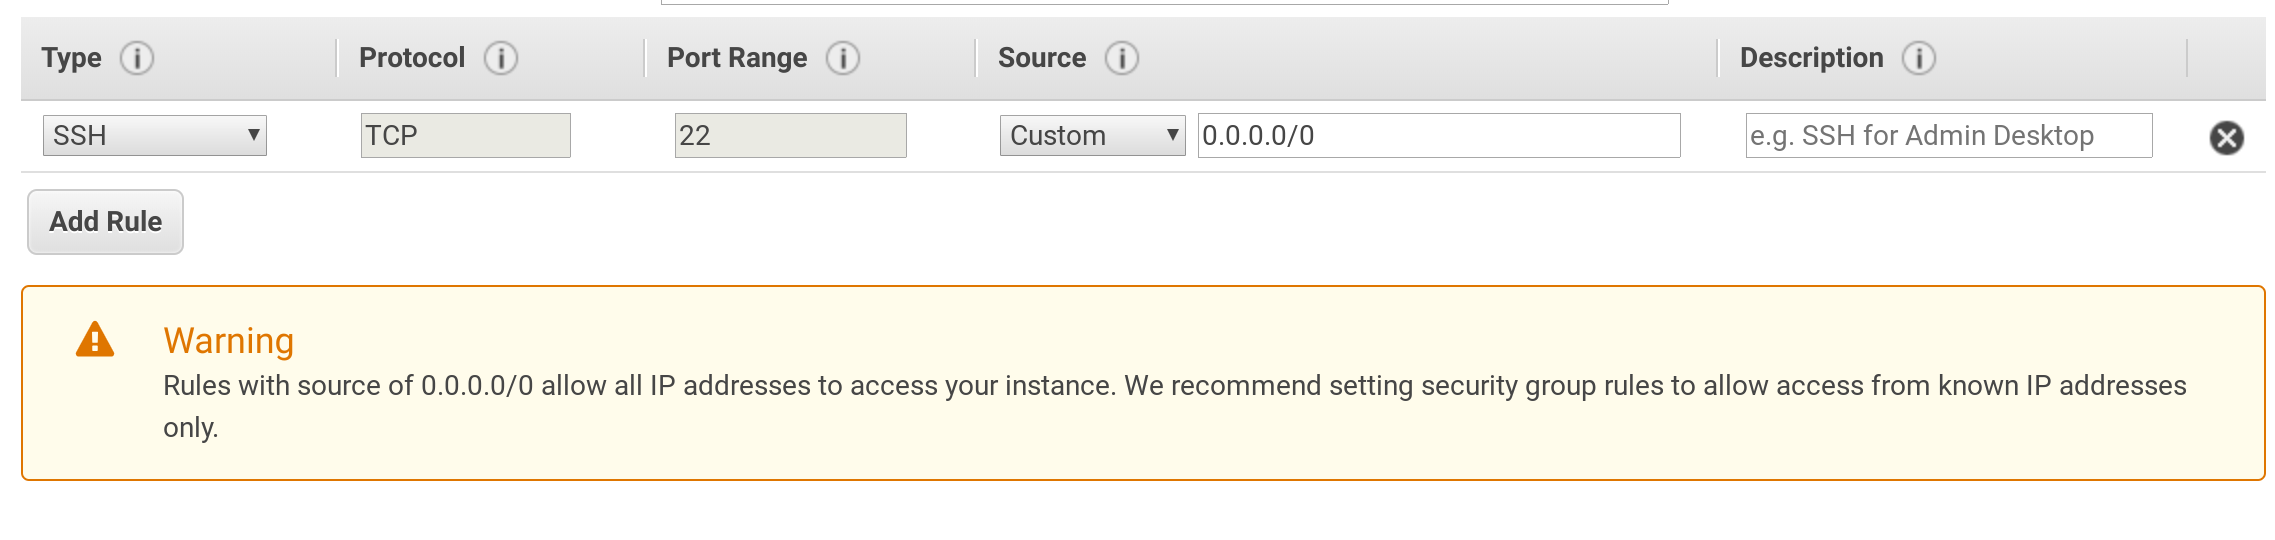 Type Protocol Port Range Source Description
SSH TCP 22 Custom 0.0.0.0/0 e.g. SSH for Admin Desktop
Add Rule
Warning
Rules with source of 0.0.0.0/0 allow all IP addresses to access your instance. We recommend setting security group rules to allow access from known IP addresses
only.